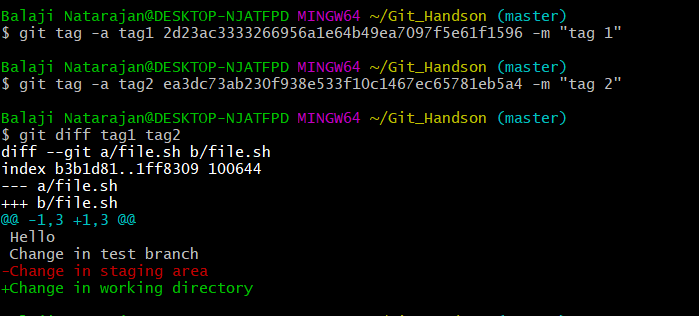 Balaji Natarajan@DESKTOP-NJATFPD MINGW64 ~/Git_Handson (master)
$ git tag -a tag1 2d23ac3333266956a1e64b49ea7097f5e61f1596 -m "tag 1"
Balaji Natarajan@DESKTOP-NJATFPD MINGW64 ~/Git_Handson (master)
$ git tag -a tag2 ea3dc73ab230f938e533f10c1467ec65781eb5a4 -m "tag 2"
Balaji Natarajan@DESKTOP-NJATFPD MINGW64 ~/Git_Handson (master)
$ git diff tag1 tag2
diff --git a/file.sh b/file.sh
index b3b1d81..1ff8309 100644
--- a/file.sh
+++ b/file.sh
@@ -1,3 +1,3 @@
 Hello
 Change in test branch
-Change in staging area
+Change in working directory